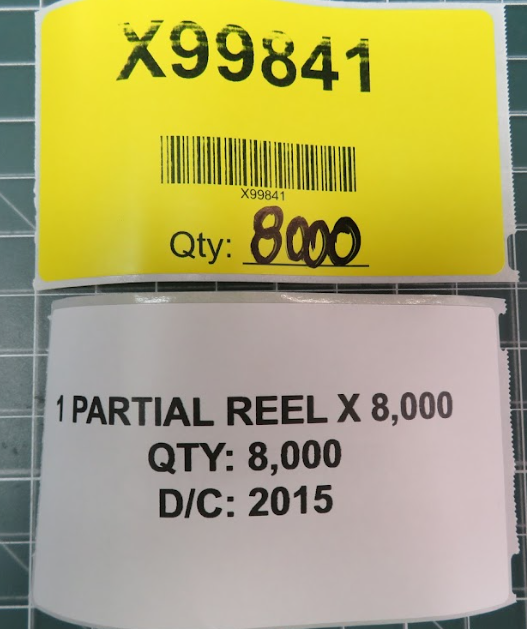 X99841
X99841
Qty: 8000
1 PARTIAL REEL X 8,000
QTY: 8,000
D/C: 2015